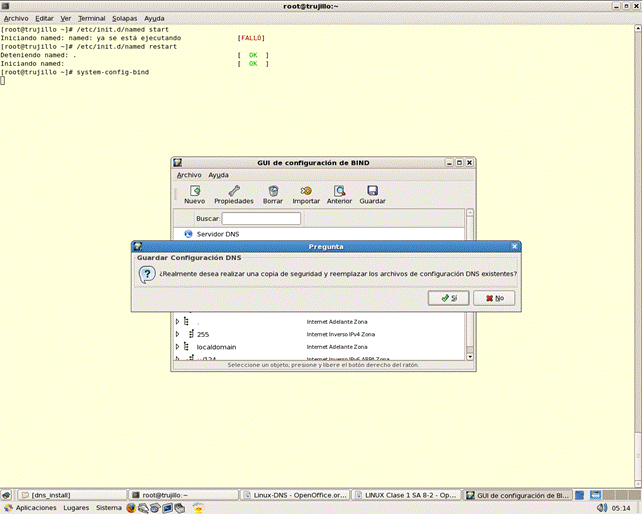 root@trujillo:~
Archivo Editar Ver Terminal Solapas Ayuda
[root@trujillo ~]# /etc/init.d/named start
Iniciando named: named: ya se está ejecutando [FALLÓ]
[root@trujillo ~]# /etc/init.d/named restart
Deteniendo named: . [ OK ]
Iniciando named: [ OK ]
[root@trujillo ~]# system-config-bind
GUI de configuración de BIND
Archivo Ayuda
Nuevo Propiedades Borrar Importar Anterior Guardar
Buscar:
Servidor DNS
Pregunta
Guardar Configuración DNS
¿Realmente desea realizar una copia de seguridad y reemplazar los archivos de configuración DNS existentes?
Sí No
. Internet Adelante Zona
255 Internet Inverso IPv4 Zona
localdomain Internet Adelante Zona
Internet Inverso IPv6 ARPA Zona
Seleccione un objeto; presione y libere el botón derecho del ratón.
[dns_install] root@trujillo:~ Linux-DNS - OpenOffice.or... LINUX Clase 1 SA 8-2 - Op... GUI de configuración de BIND
Aplicaciones Lugares Sistema 05:14